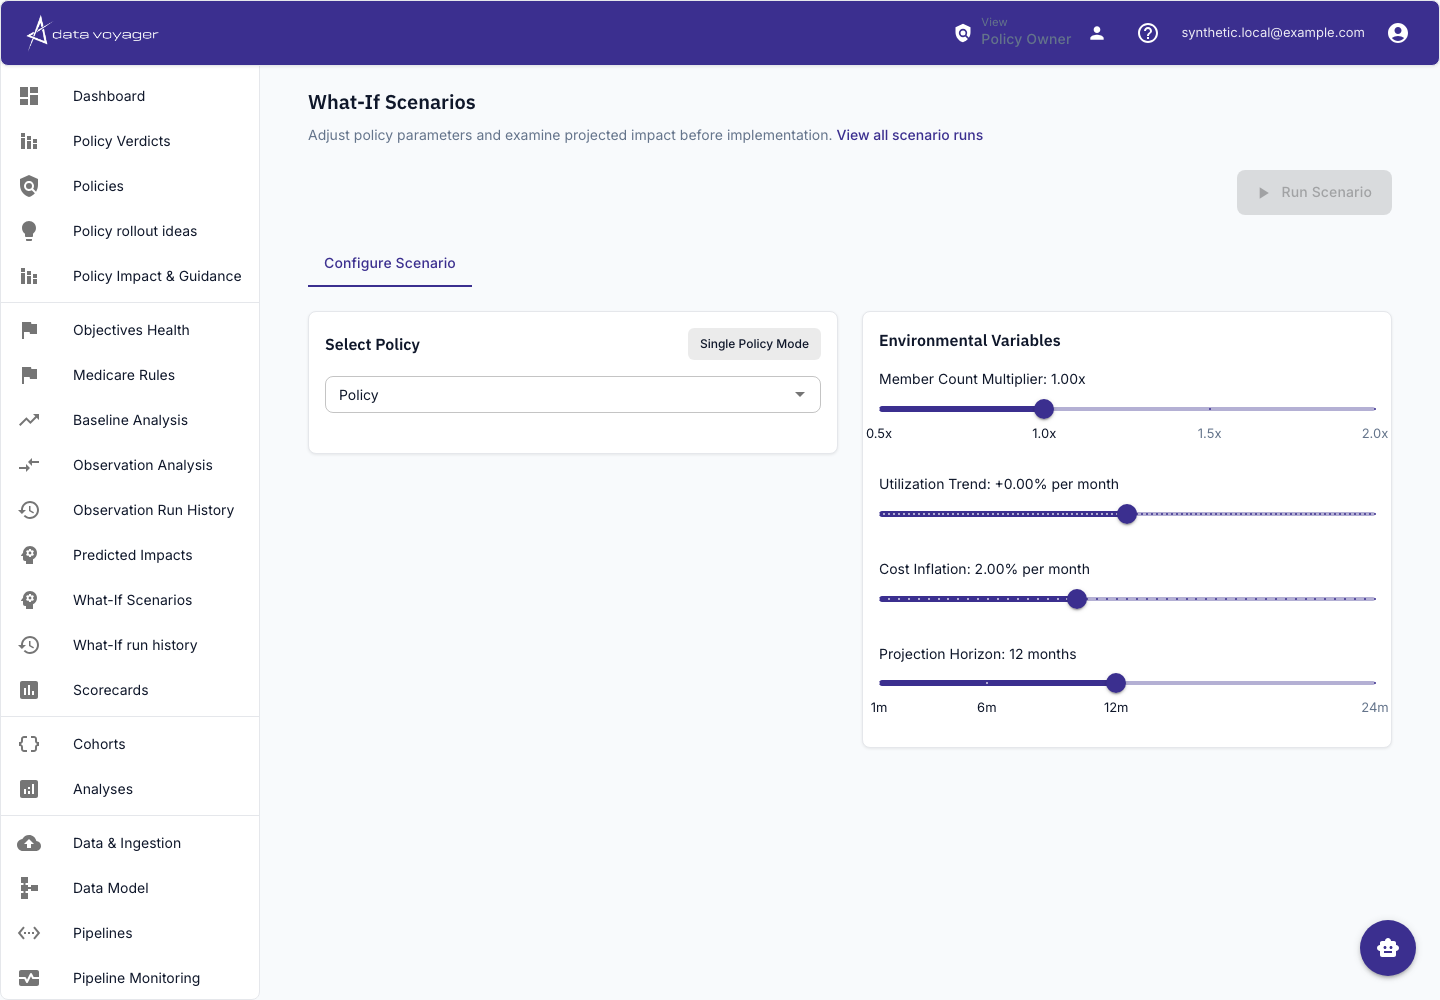 data voyager
View
Policy Owner
synthetic.local@example.com
Dashboard
Policy Verdicts
Policies
Policy rollout ideas
Policy Impact & Guidance
Objectives Health
Medicare Rules
Baseline Analysis
Observation Analysis
Observation Run History
Predicted Impacts
What-If Scenarios
What-If run history
Scorecards
Cohorts
Analyses
Data & Ingestion
Data Model
Pipelines
Pipeline Monitoring
What-If Scenarios
Adjust policy parameters and examine projected impact before implementation. View all scenario runs
Run Scenario
Configure Scenario
Select Policy
Single Policy Mode
Policy
Environmental Variables
Member Count Multiplier: 1.00x
0.5x 1.0x 1.5x 2.0x
Utilization Trend: +0.00% per month
Cost Inflation: 2.00% per month
Projection Horizon: 12 months
1m 6m 12m 24m